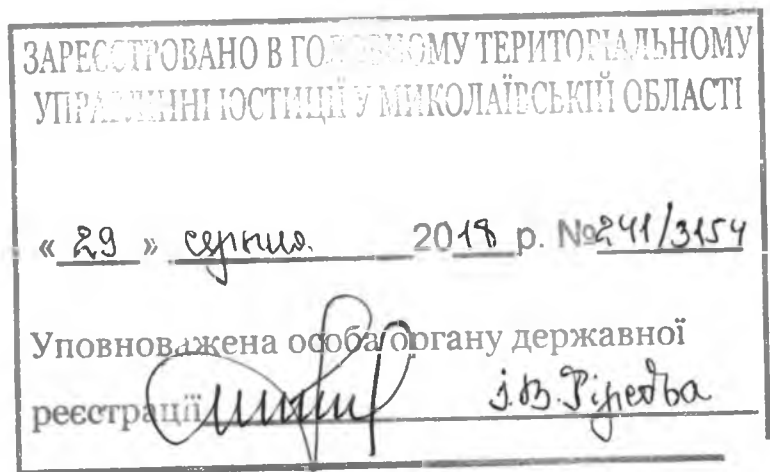 ЗАРЕЄСТРОВАНО В ГОЛОВНОМУ ТЕРИТОРІАЛЬНОМУ
УПРАВЛІННІ ЮСТИЦІЇ У МИКОЛАЇВСЬКІЙ ОБЛАСТІ
« 29 » серпня 2018 р. №241/3154
Уповноважена особа органу державної
реєстрації І.В.